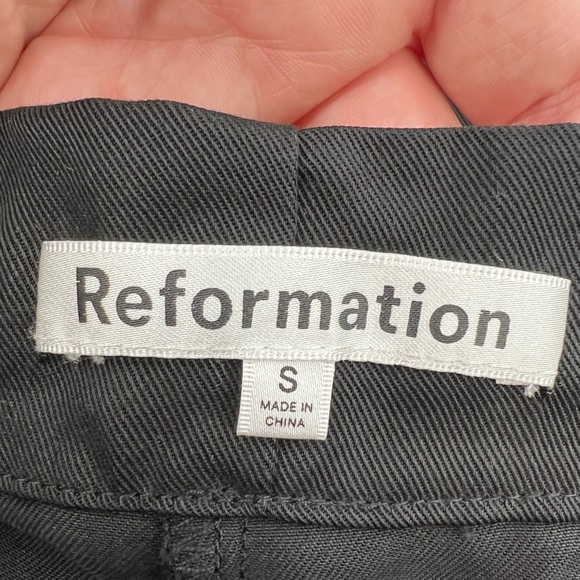 Reformation
S
MADE IN
CHINA